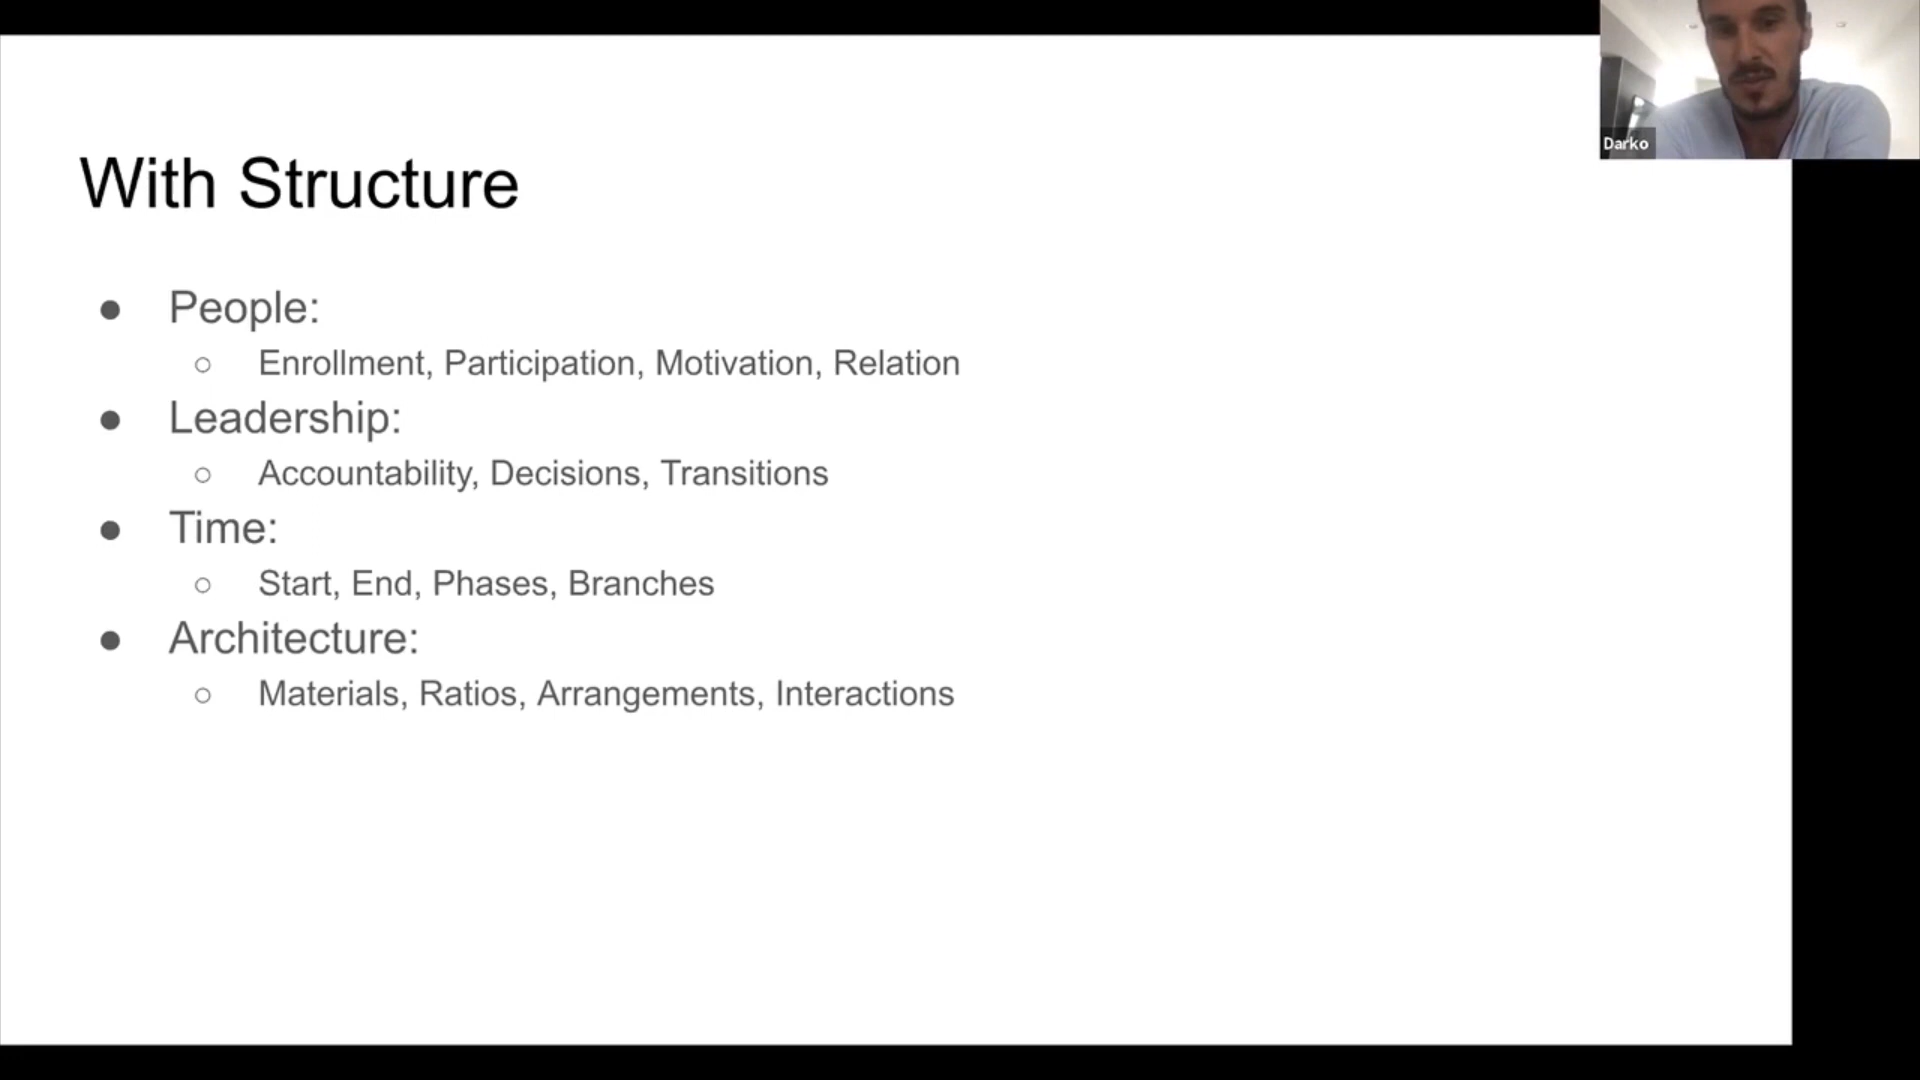 With Structure
● People:
○ Enrollment, Participation, Motivation, Relation
● Leadership:
○ Accountability, Decisions, Transitions
● Time:
○ Start, End, Phases, Branches
● Architecture:
○ Materials, Ratios, Arrangements, Interactions
Darko